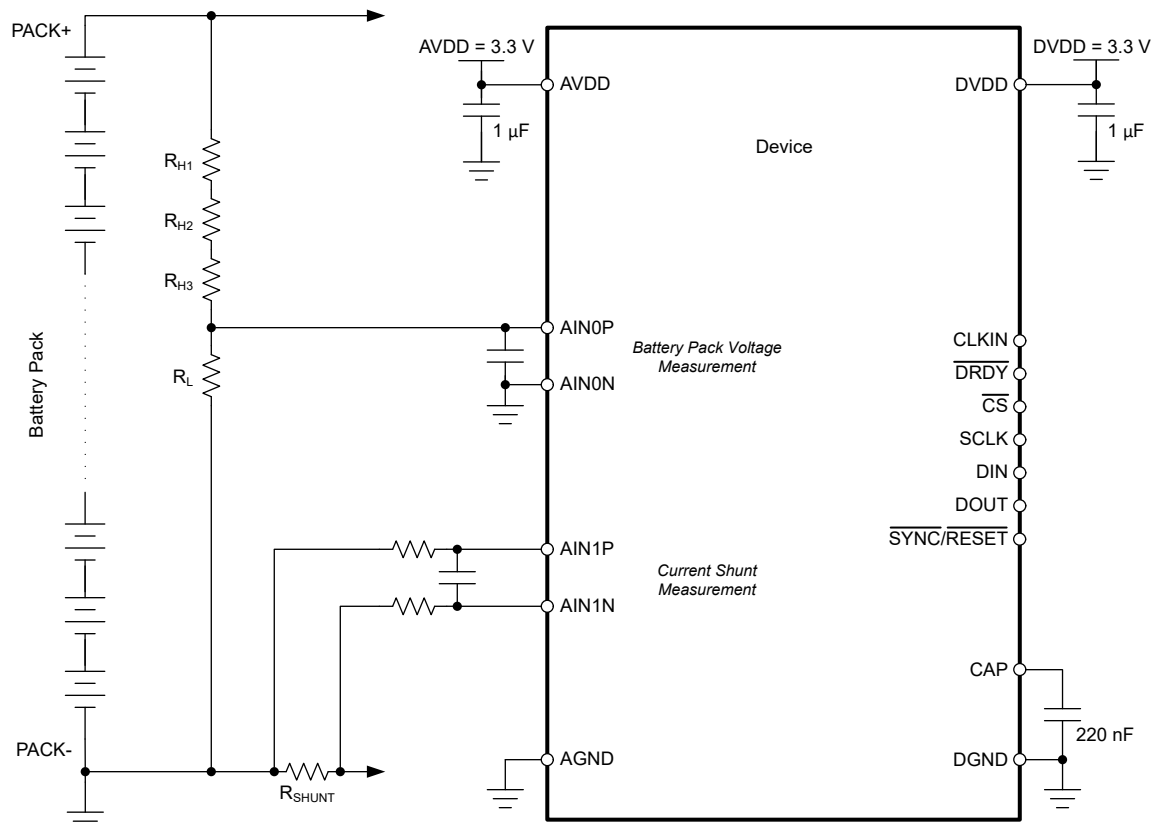 PACK+
AVDD = 3.3 V
DVDD = 3.3 V
AVDD
DVDD
1 µF
1 µF
Device
RH1
RH2
RH3
AIN0P
Battery Pack Voltage
Measurement
CLKIN
DRDY
RL
AIN0N
CS
Battery Pack
SCLK
DIN
DOUT
SYNC/RESET
AIN1P
Current Shunt
Measurement
AIN1N
CAP
220 nF
PACK-
AGND
DGND
RSHUNT